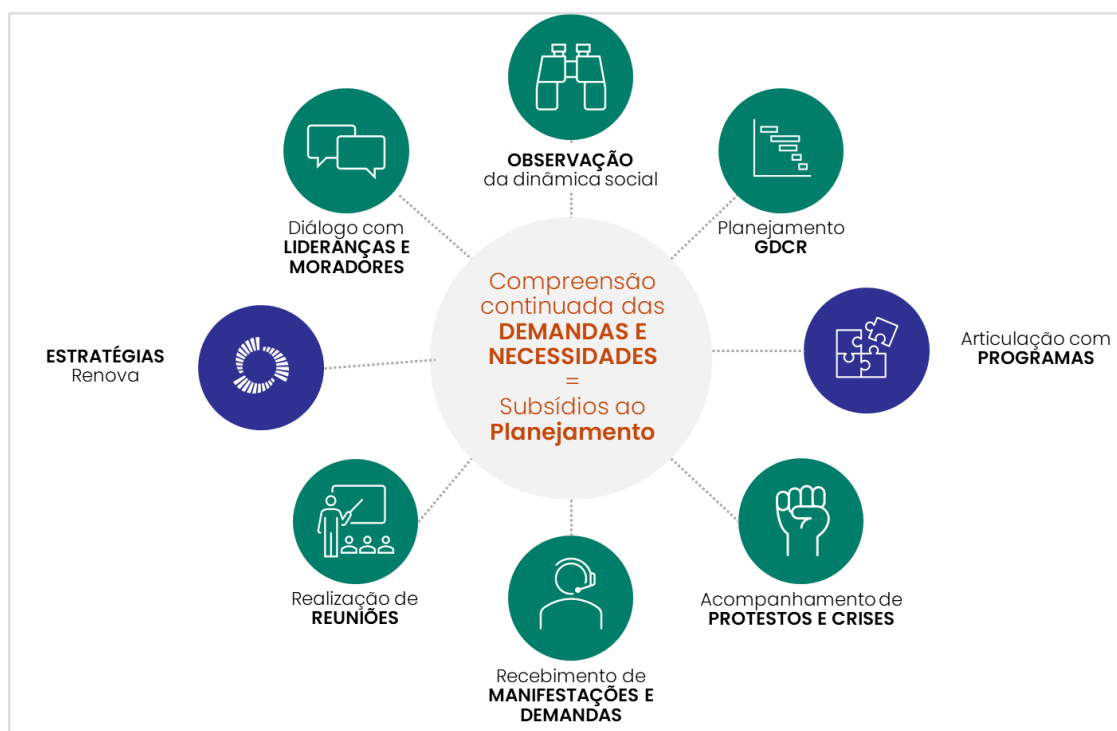 OBSERVAÇÃO
da dinâmica social
Diálogo com
LIDERANÇAS E
MORADORES
Planejamento
GDCR
Compreensão
continuada das
DEMANDAS E
NECESSIDADES
=
Subsídios ao
Planejamento
ESTRATÉGIAS
Renova
Articulação com
PROGRAMAS
Realização de
REUNIÕES
Acompanhamento de
PROTESTOS E CRISES
Recebimento de
MANIFESTAÇÕES E
DEMANDAS